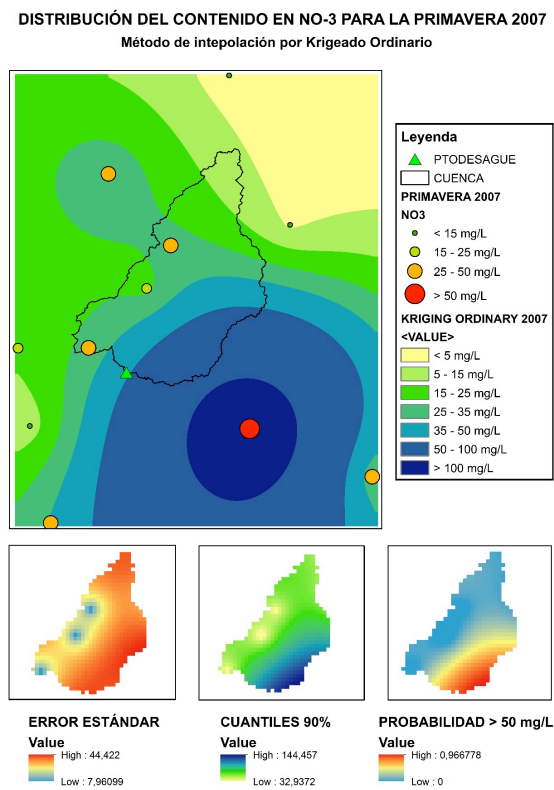 DISTRIBUCIÓN DEL CONTENIDO EN NO-3 PARA LA PRIMAVERA 2007
Método de intepolación por Krigeado Ordinario
Leyenda
PTODESAGUE
CUENCA
PRIMAVERA 2007
NO3
< 15 mg/L
15 - 25 mg/L
25 - 50 mg/L
> 50 mg/L
KRIGING ORDINARY 2007
<VALUE>
< 5 mg/L
5 - 15 mg/L
15 - 25 mg/L
25 - 35 mg/L
35 - 50 mg/L
50 - 100 mg/L
> 100 mg/L
ERROR ESTÁNDAR
Value
High : 44,422
Low : 7,96099
CUANTILES 90%
Value
High : 144,457
Low : 32,9372
PROBABILIDAD > 50 mg/L
Value
High : 0,966778
Low : 0